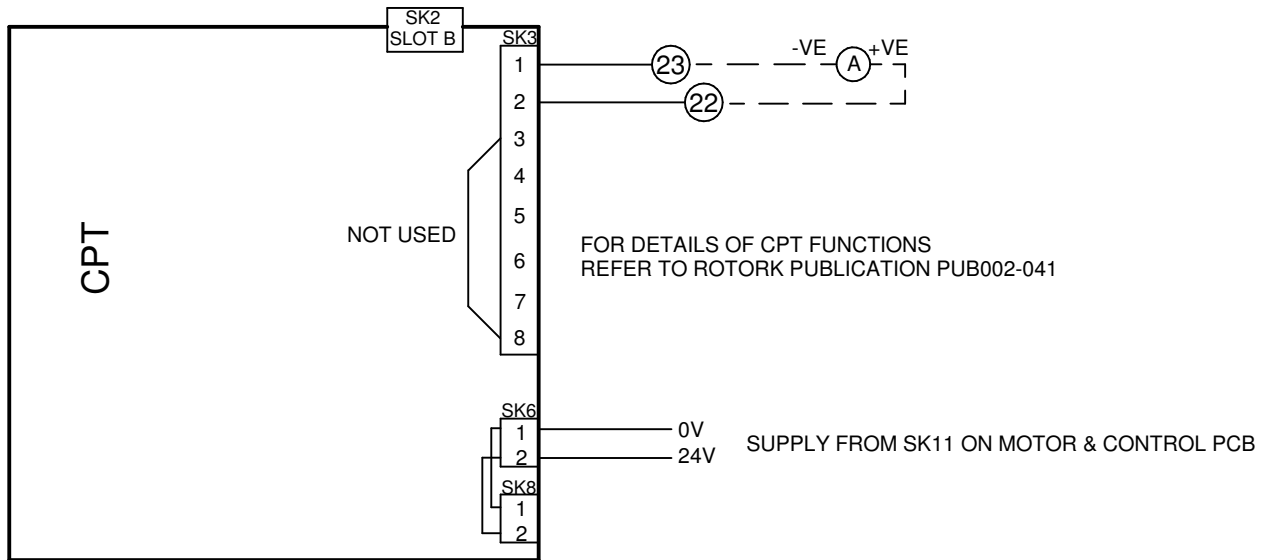 SK2
SLOT B
SK3
1
2
3
4
5
6
7
8
23
-VE
A
+VE
22
CPT
NOT USED
FOR DETAILS OF CPT FUNCTIONS
REFER TO ROTORK PUBLICATION PUB002-041
SK6
1
2
0V
24V
SUPPLY FROM SK11 ON MOTOR & CONTROL PCB
SK8
1
2